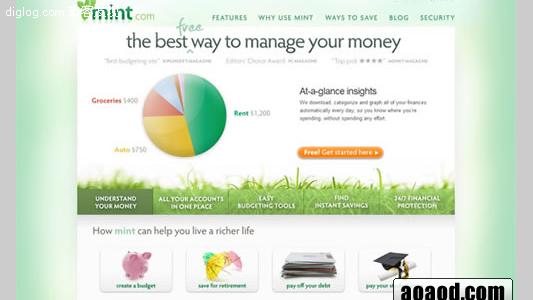 diglog.com
mint.com
FEATURES WHY USE MINT WAYS TO SAVE BLOG SECURITY
free
the best way to manage your money
"Best budgeting site" KIPLINGER'S MAGAZINE Editors' Choice Award PC MAGAZINE "Top pick ★★★★" MONEY MAGAZINE
At-a-glance insights
We download, categorize and graph all of your finances
automatically every day, so you know where you're
spending, without spending any effort.
Groceries $400
Rent $1,200
Auto $750
Free! Get started here
UNDERSTAND
YOUR MONEY
ALL YOUR ACCOUNTS
IN ONE PLACE
EASY
BUDGETING TOOLS
FIND
INSTANT SAVINGS
24/7 FINANCIAL
PROTECTION
How mint can help you live a richer life
create a budget
save for retirement
pay off your debt
pay your
aoaod.com